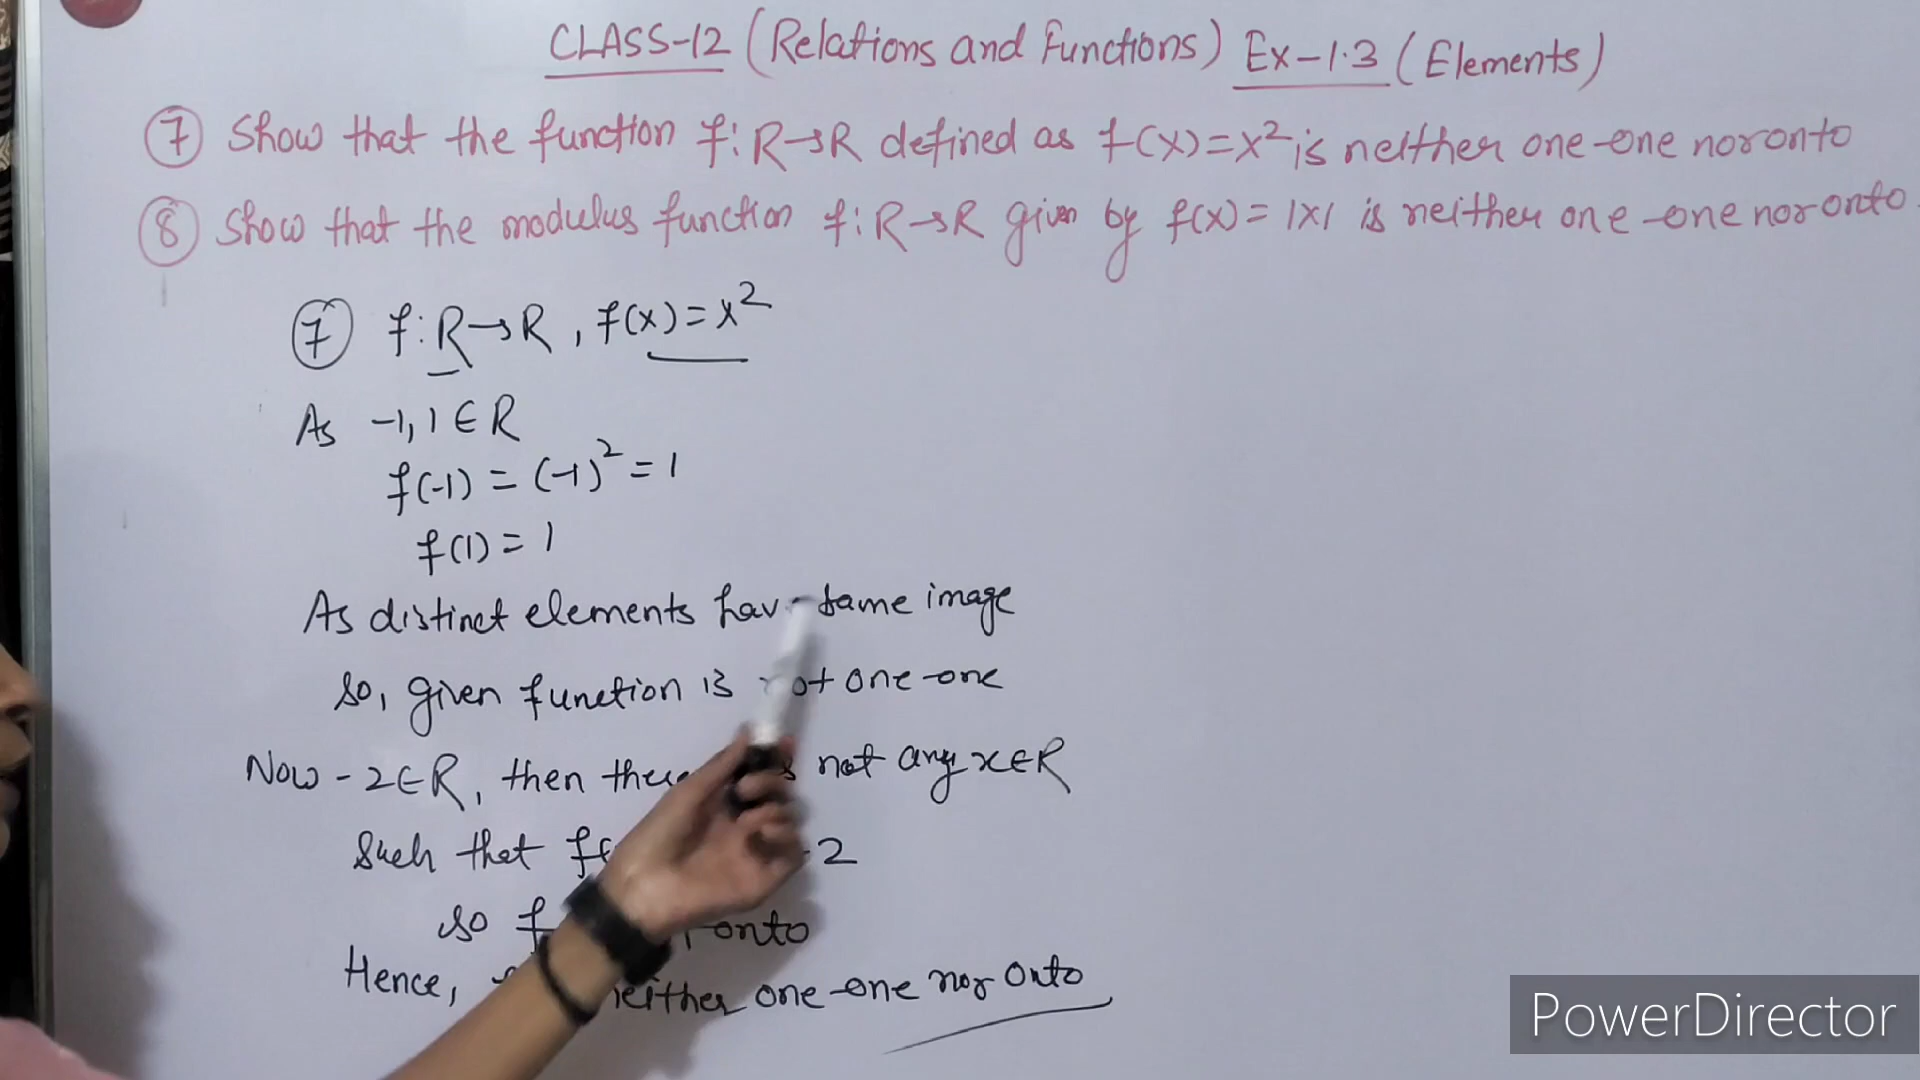 CLASS-12 (Relations and Functions) Ex-1.3 (Elements)
⑦ Show that the function f: R→R defined as f(x)=x² is neither one-one nor onto
⑧ Show that the modulus function f: R→R given by f(x)= |x| is neither one-one nor onto.
⑦ f: R→R, f(x)=x²
As -1, 1 ∈ R
f(-1) = (-1)² = 1
f(1) = 1
As distinct elements have same image
So, given function is not one-one
Now -2 ∈ R, then not any x∈R
Such that 2
so f onto
Hence, neither one-one nor onto
PowerDirector